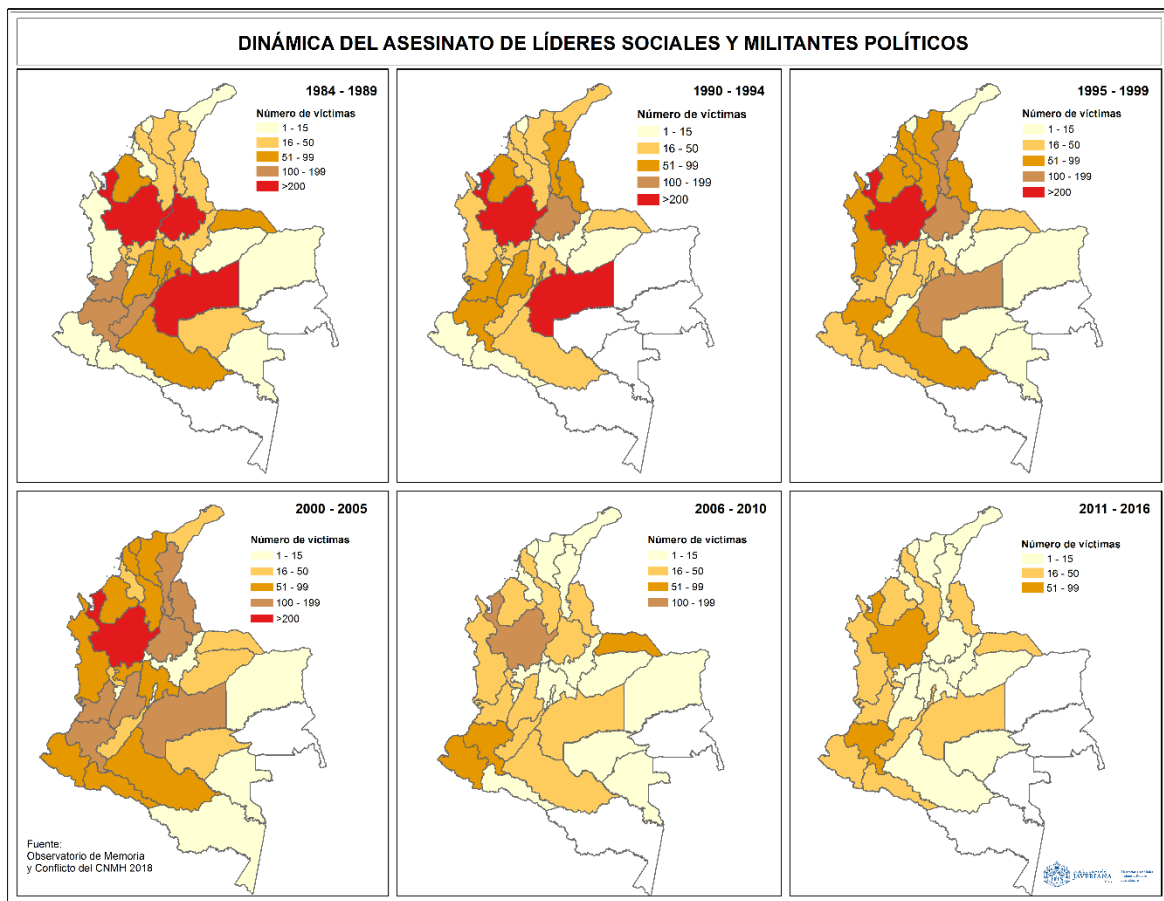 DINÁMICA DEL ASESINATO DE LÍDERES SOCIALES Y MILITANTES POLÍTICOS
1984 - 1989
Número de víctimas
1 - 15
16 - 50
51 - 99
100 - 199
>200
1990 - 1994
Número de víctimas
1 - 15
16 - 50
51 - 99
100 - 199
>200
1995 - 1999
Número de víctimas
1 - 15
16 - 50
51 - 99
100 - 199
>200
2000 - 2005
Número de víctimas
1 - 15
16 - 50
51 - 99
100 - 199
>200
Fuente:
Observatorio de Memoria
y Conflicto del CNMH 2018
2006 - 2010
Número de víctimas
1 - 15
16 - 50
51 - 99
100 - 199
2011 - 2016
Número de víctimas
1 - 15
16 - 50
51 - 99
JAVERIANA